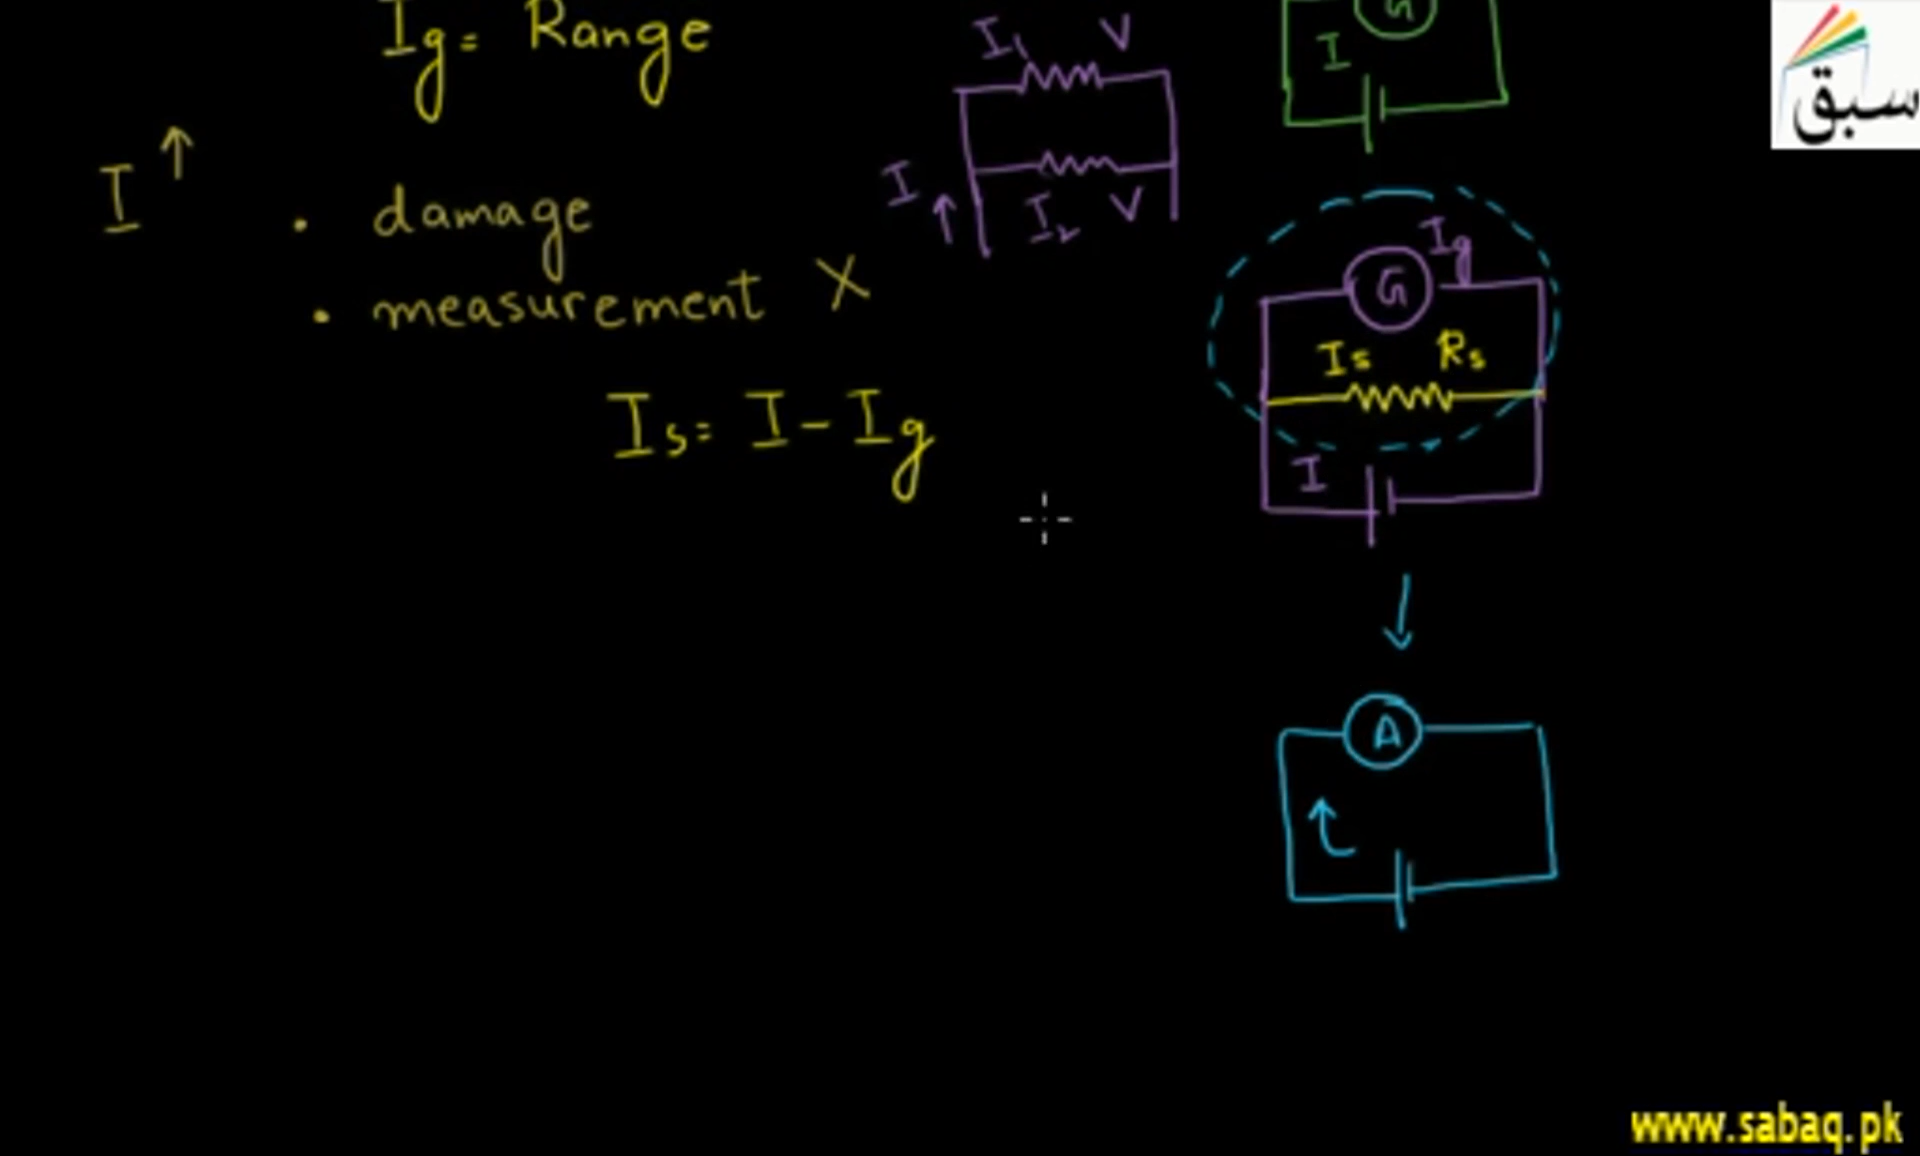 Ig = Range
I ↑
• damage
• measurement X
Is = I - Ig
I₁ V
I ↑ I₂ V
G
I
Ig
G
Is Rs
I
A
سبق
www.sabaq.pk